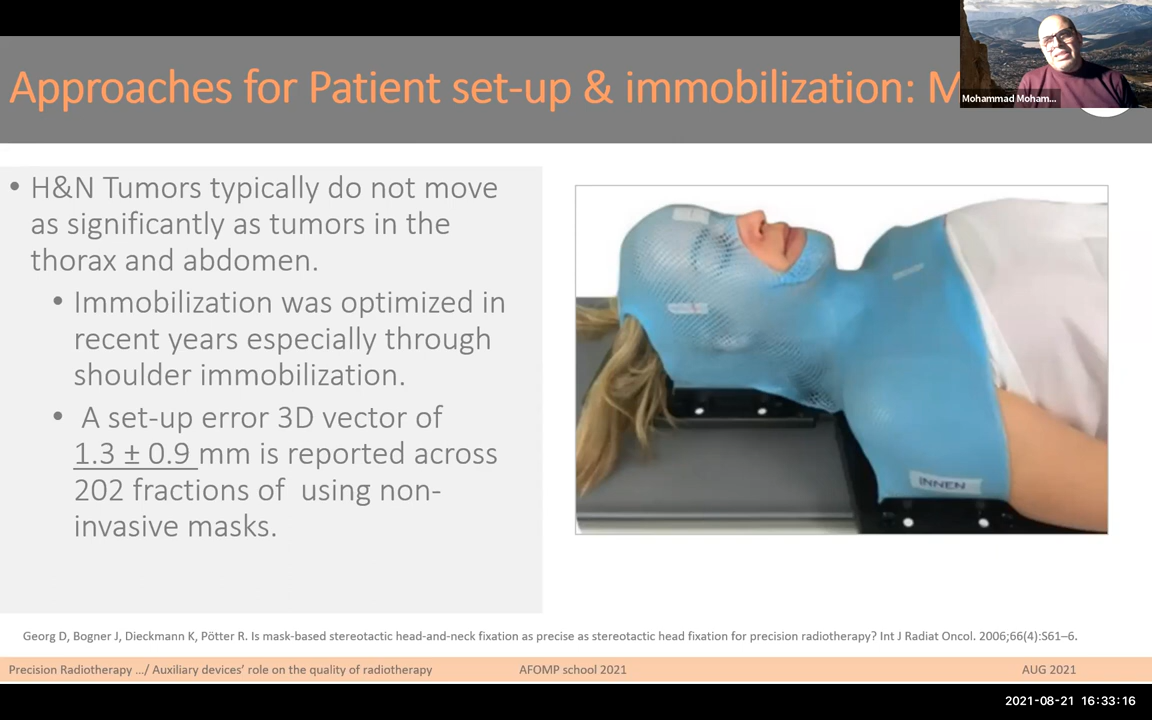 Approaches for Patient set-up & immobilization: M
Mohammad Moham...
• H&N Tumors typically do not move
as significantly as tumors in the
thorax and abdomen.
• Immobilization was optimized in
recent years especially through
shoulder immobilization.
• A set-up error 3D vector of
1.3 ± 0.9 mm is reported across
202 fractions of using non-
invasive masks.
INNEN
Georg D, Bogner J, Dieckmann K, Pötter R. Is mask-based stereotactic head-and-neck fixation as precise as stereotactic head fixation for precision radiotherapy? Int J Radiat Oncol. 2006;66(4):S61–6.
Precision Radiotherapy .../ Auxiliary devices’ role on the quality of radiotherapy
AFOMP school 2021
AUG 2021
2021-08-21 16:33:16